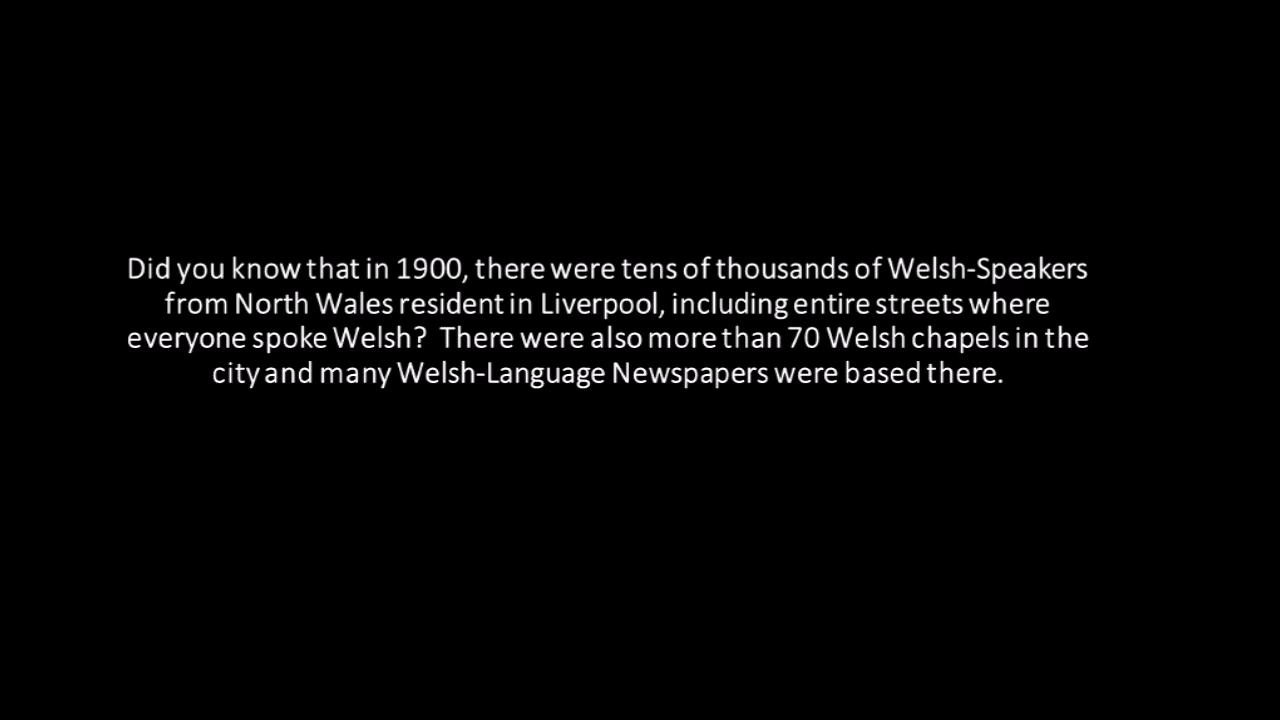 Did you know that in 1900, there were tens of thousands of Welsh-Speakers
from North Wales resident in Liverpool, including entire streets where
everyone spoke Welsh?  There were also more than 70 Welsh chapels in the
city and many Welsh-Language Newspapers were based there.